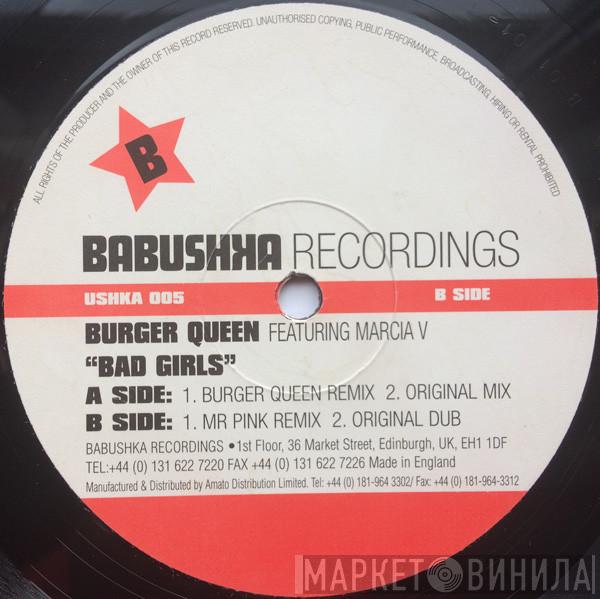 ALL RIGHTS OF THE PRODUCER AND THE OWNER OF THIS RECORD RESERVED. UNAUTHORISED COPYING, PUBLIC PERFORMANCE, BROADCASTING, HIRING OR RENTAL PROHIBITED
B
BABUSHKA RECORDINGS
USHKA 005 B SIDE
BURGER QUEEN FEATURING MARCIA V
“BAD GIRLS”
A SIDE: 1. BURGER QUEEN REMIX 2. ORIGINAL MIX
B SIDE: 1. MR PINK REMIX 2. ORIGINAL DUB
BABUSHKA RECORDINGS • 1st Floor, 36 Market Street, Edinburgh, UK, EH1 1DF
TEL:+44 (0) 131 622 7220 FAX +44 (0) 131 622 7226 Made in England
Manufactured & Distributed by Amato Distribution Limited. Tel: +44 (0) 181-964 3302/ Fax: +44 (0) 181-964-3312
МАРКЕТ ВИНИЛА